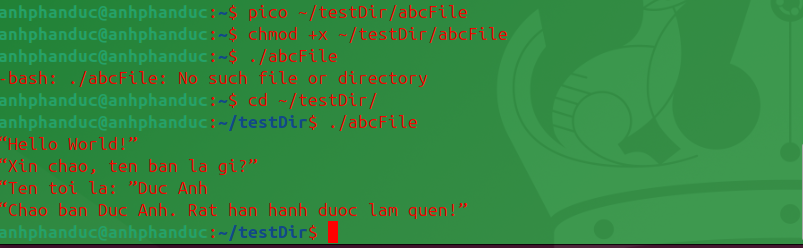 anhphanduc@anhphanduc:~$ pico ~/testDir/abcFile
anhphanduc@anhphanduc:~$ chmod +x ~/testDir/abcFile
anhphanduc@anhphanduc:~$ ./abcFile
-bash: ./abcFile: No such file or directory
anhphanduc@anhphanduc:~$ cd ~/testDir/
anhphanduc@anhphanduc:~/testDir$ ./abcFile
“Hello World!”
“Xin chao, ten ban la gi?”
“Ten toi la: ”Duc Anh
“Chao ban Duc Anh. Rat han hanh duoc lam quen!”
anhphanduc@anhphanduc:~/testDir$